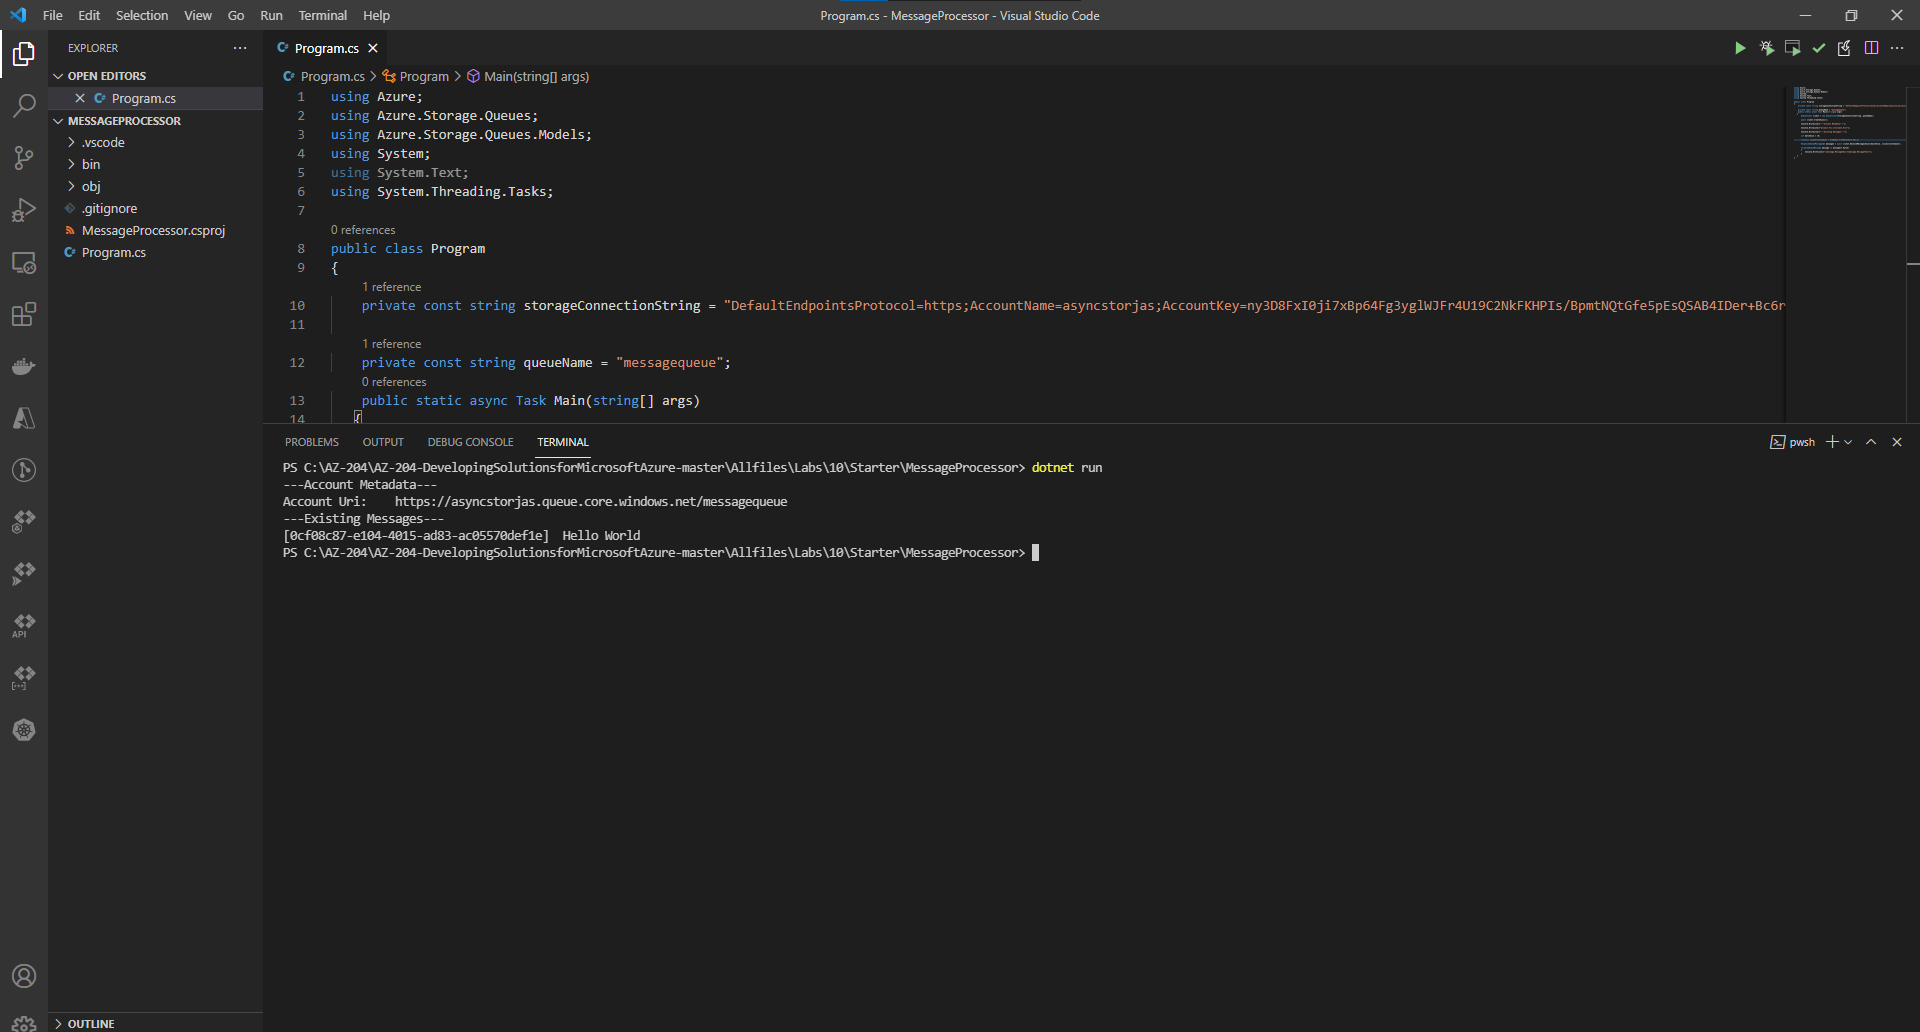 File Edit Selection View Go Run Terminal Help
Program.cs - MessageProcessor - Visual Studio Code
EXPLORER
OPEN EDITORS
Program.cs
MESSAGEPROCESSOR
.vscode
bin
obj
.gitignore
MessageProcessor.csproj
Program.cs
OUTLINE
API
Program.cs
Program.cs > Program > Main(string[] args)
1 using Azure;
2 using Azure.Storage.Queues;
3 using Azure.Storage.Queues.Models;
4 using System;
5 using System.Text;
6 using System.Threading.Tasks;
7
0 references
8 public class Program
9 {
1 reference
10 private const string storageConnectionString = "DefaultEndpointsProtocol=https;AccountName=asyncstorjas;AccountKey=ny3D8FxI0ji7xBp64Fg3yglWJFr4U19C2NkFKHPIs/BpmtNQtGfe5pEsQSAB4IDer+Bc6r
11
1 reference
12 private const string queueName = "messagequeue";
0 references
13 public static async Task Main(string[] args)
14 {
PROBLEMS OUTPUT DEBUG CONSOLE TERMINAL
pwsh
PS C:\AZ-204\AZ-204-DevelopingSolutionsforMicrosoftAzure-master\Allfiles\Labs\10\Starter\MessageProcessor> dotnet run
---Account Metadata---
Account Uri: https://asyncstorjas.queue.core.windows.net/messagequeue
---Existing Messages---
[0cf08c87-e104-4015-ad83-ac05570def1e] Hello World
PS C:\AZ-204\AZ-204-DevelopingSolutionsforMicrosoftAzure-master\Allfiles\Labs\10\Starter\MessageProcessor>